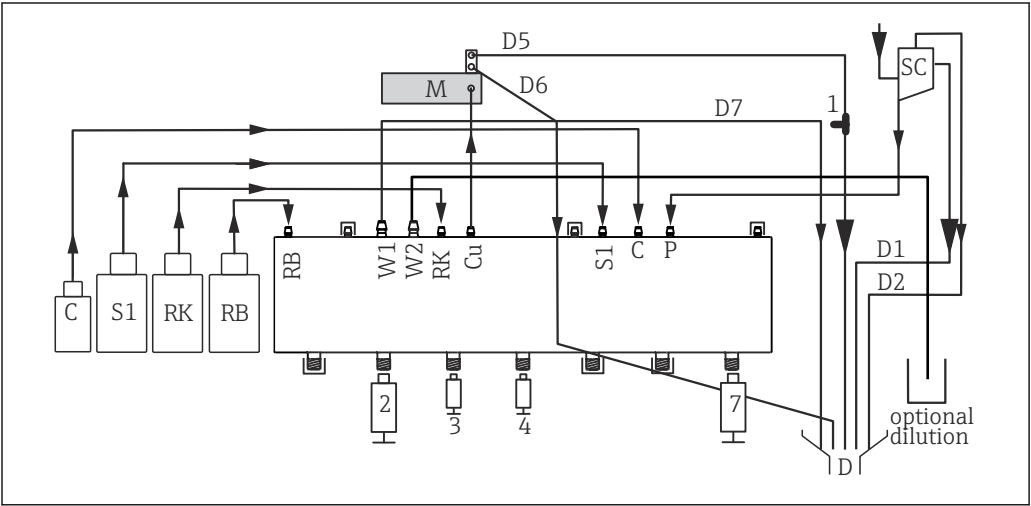 D5
SC
M
D6
D7
1
RB
W1
W2
RK
Cu
S1
C
P
D1
D2
C
S1
RK
RB
2
3
4
7
optional
dilution
D